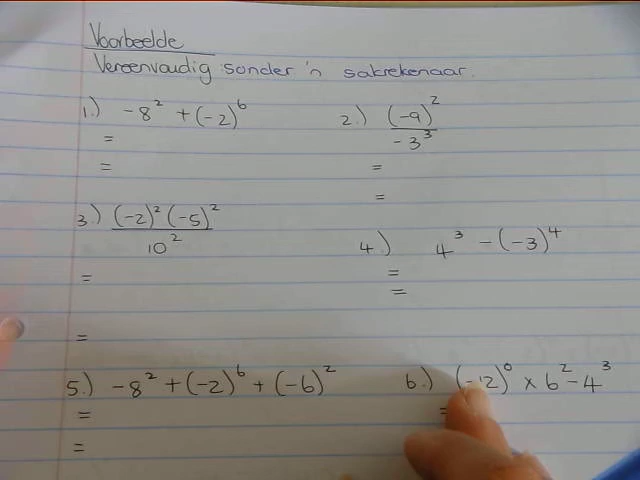 Voorbeelde
Vereenvoudig sonder 'n sakrekenaar.
1.) -8² + (-2)⁶
=
=
2.) (-9)²
-3³
=
=
3.) (-2)² (-5)²
10²
=
=
4.) 4³ - (-3)⁴
=
=
5.) -8² + (-2)⁶ + (-6)²
=
=
6.) (-12)⁰ × 6² - 4³
=